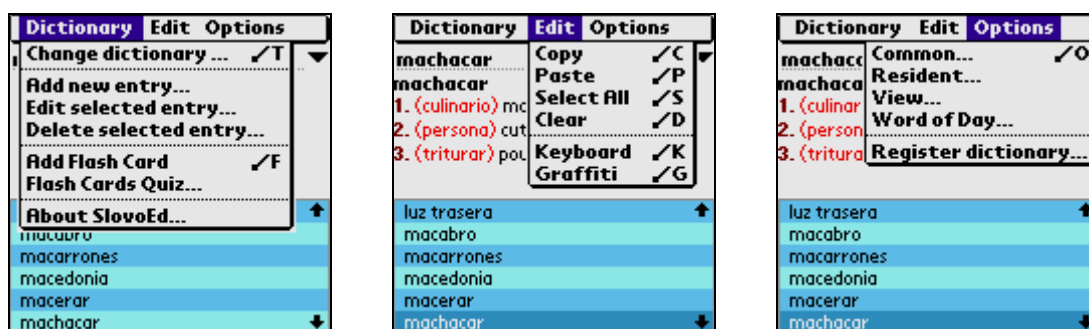 Dictionary Edit Options
Change dictionary ... /T
Add new entry...
Edit selected entry...
Delete selected entry...
Add Flash Card /F
Flash Cards Quiz...
About SlovoEd...
macabro
macarrones
macedonia
macerar
machacar
Dictionary Edit Options
machacar
machacar
1. (culinario) mc
2. (persona) cut
3. (triturar) pou
Copy /C
Paste /P
Select All /S
Clear /D
Keyboard /K
Graffiti /G
luz trasera
macabro
macarrones
macedonia
macerar
machacar
Dictionary Edit Options
machacc
machaca
1. (culinar
2. (person
3. (tritura
Common... /O
Resident...
View...
Word of Day...
Register dictionary...
luz trasera
macabro
macarrones
macedonia
macerar
machacar